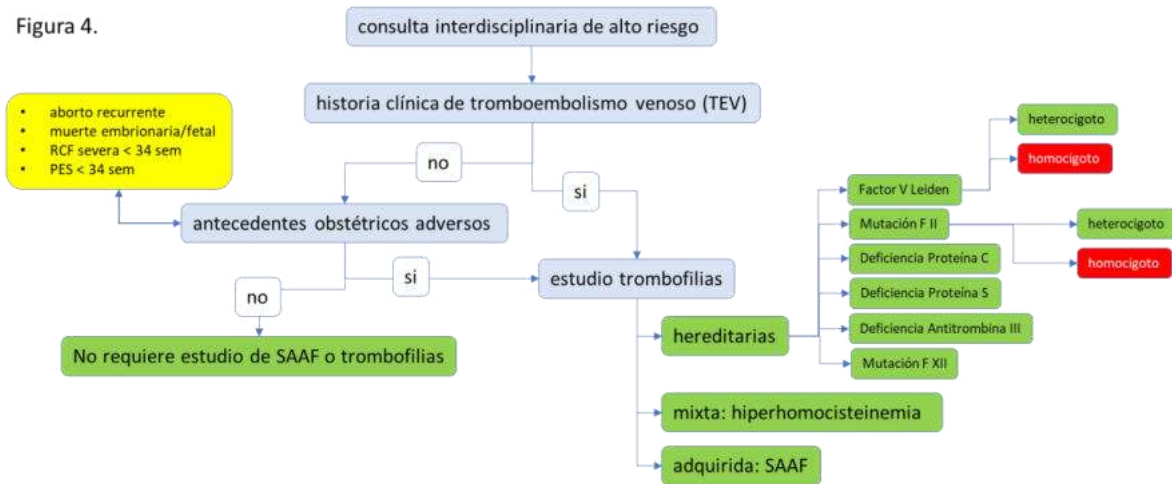 Figura 4.
consulta interdisciplinaria de alto riesgo
historia clínica de tromboembolismo venoso (TEV)
• aborto recurrente
• muerte embrionaria/fetal
• RCF severa < 34 sem
• PES < 34 sem
no
si
antecedentes obstétricos adversos
no
si
estudio trombofilias
No requiere estudio de SAAF o trombofilias
hereditarias
mixta: hiperhomocisteinemia
adquirida: SAAF
Factor V Leiden
Mutación F II
Deficiencia Proteína C
Deficiencia Proteína S
Deficiencia Antitrombina III
Mutación F XII
heterocigoto
homocigoto
heterocigoto
homocigoto